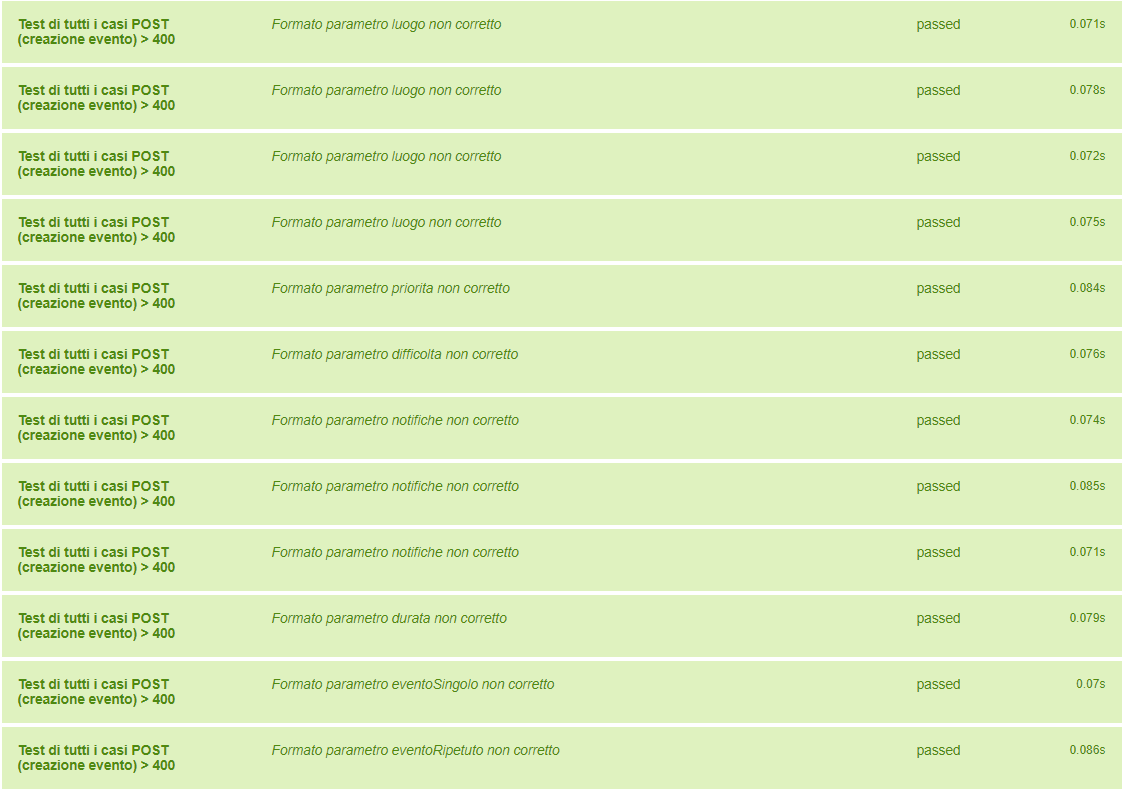 Test di tutti i casi POST Formato parametro luogo non corretto passed 0.071s
(creazione evento) > 400
Test di tutti i casi POST Formato parametro luogo non corretto passed 0.078s
(creazione evento) > 400
Test di tutti i casi POST Formato parametro luogo non corretto passed 0.072s
(creazione evento) > 400
Test di tutti i casi POST Formato parametro luogo non corretto passed 0.075s
(creazione evento) > 400
Test di tutti i casi POST Formato parametro priorita non corretto passed 0.084s
(creazione evento) > 400
Test di tutti i casi POST Formato parametro difficolta non corretto passed 0.076s
(creazione evento) > 400
Test di tutti i casi POST Formato parametro notifiche non corretto passed 0.074s
(creazione evento) > 400
Test di tutti i casi POST Formato parametro notifiche non corretto passed 0.085s
(creazione evento) > 400
Test di tutti i casi POST Formato parametro notifiche non corretto passed 0.071s
(creazione evento) > 400
Test di tutti i casi POST Formato parametro durata non corretto passed 0.079s
(creazione evento) > 400
Test di tutti i casi POST Formato parametro eventoSingolo non corretto passed 0.07s
(creazione evento) > 400
Test di tutti i casi POST Formato parametro eventoRipetuto non corretto passed 0.086s
(creazione evento) > 400